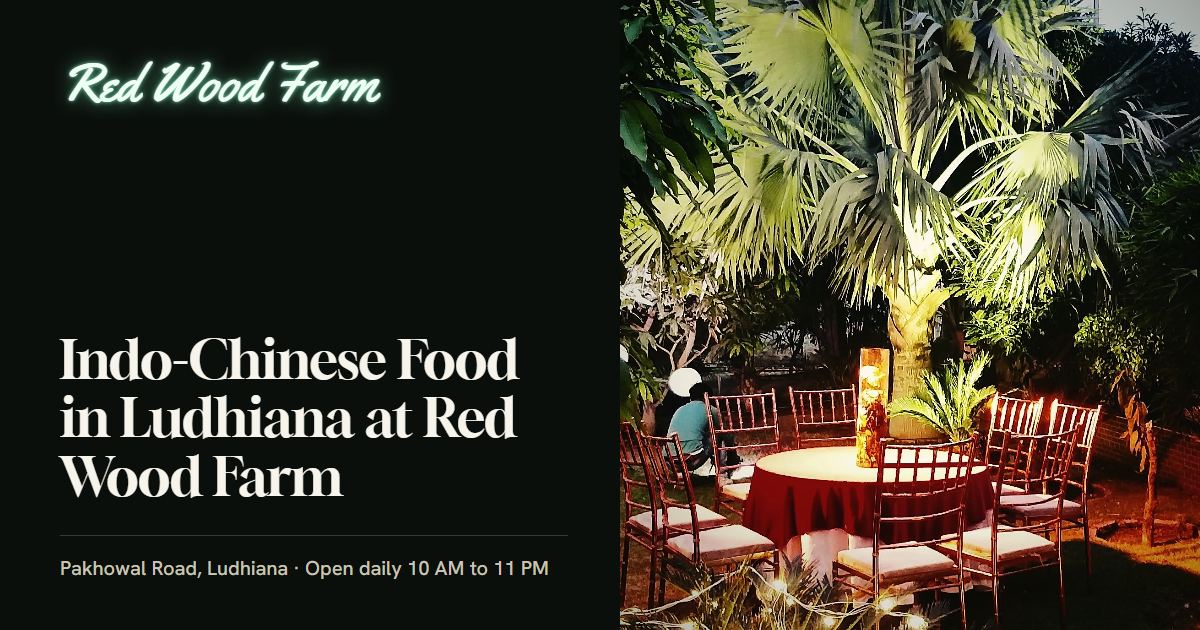 Red Wood Farm
Indo-Chinese Food
in Ludhiana at Red
Wood Farm
Pakhowal Road, Ludhiana · Open daily 10 AM to 11 PM